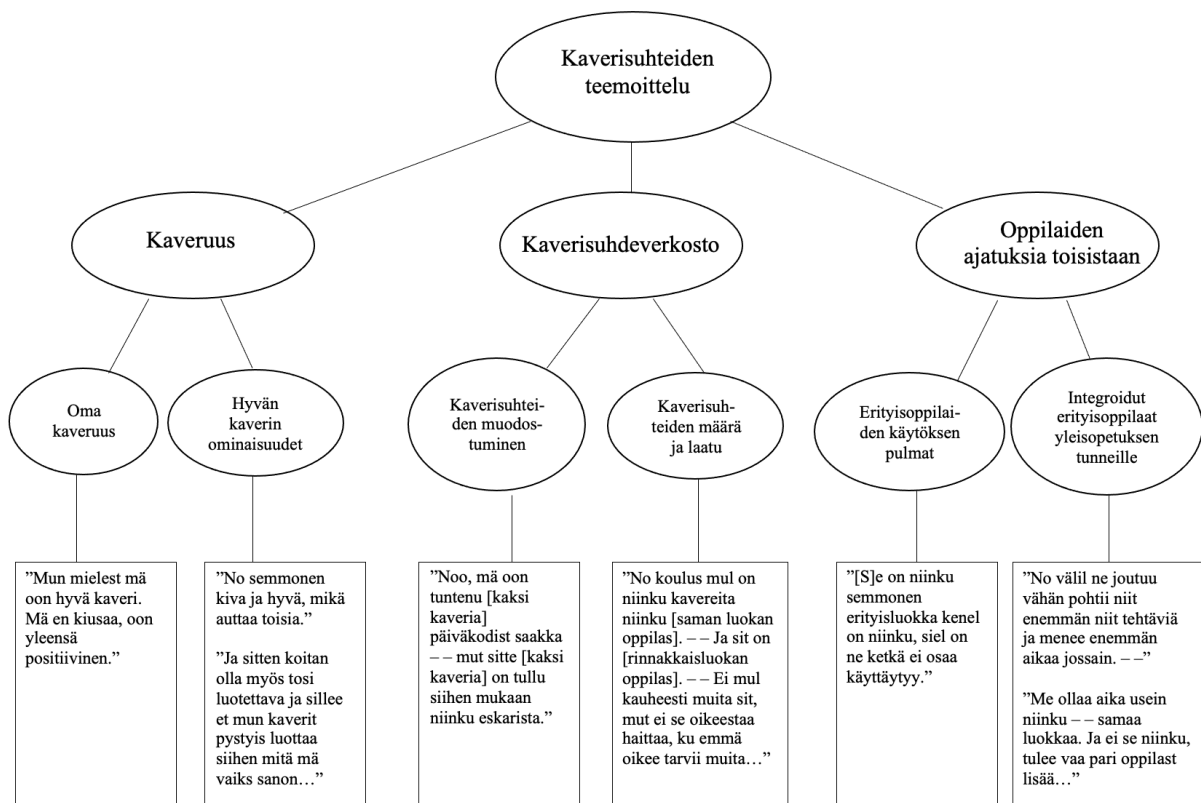 Kaverisuhteiden
teemoittelu
Kaveruus
Kaverisuhdeverkosto
Oppilaiden
ajatuksia toisistaan
Oma
kaveruus
Hyvän
kaverin
ominaisuudet
Kaverisuhtei-
den muodos-
tuminen
Kaverisuh-
teiden määrä
ja laatu
Erityisoppilai-
den käytöksen
pulmat
Integroidut
erityisoppilaat
yleisopetuksen
tunneille
”Mun mielest mä
oon hyvä kaveri.
Mä en kiusaa, oon
yleensä
positiivinen.”
”No semmonen
kiva ja hyvä, mikä
auttaa toisia.”
”Ja sitten koitan
olla myös tosi
luotettava ja sillee
et mun kaverit
pystyis luottaa
siihen mitä mä
vaiks sanon…”
”Noo, mä oon
tuntenu [kaksi
kaveria]
päiväkodist saakka
– – mut sitte [kaksi
kaveria] on tullu
siihen mukaan
niinku eskarista.”
”No koulus mul on
niinku kavereita
niinku [saman luokan
oppilas]. – – Ja sit on
[rinnakkaisluokan
oppilas]. – – Ei mul
kauheesti muita sit,
mut ei se oikeestaa
haittaa, ku emmä
oikee tarvii muita…”
”[S]e on niinku
semmonen
erityisluokka kenel
on niinku, siel on
ne ketkä ei osaa
käyttäytyy.”
”No välil ne joutuu
vähän pohtii niit
enemmän niit tehtäviä
ja menee enemmän
aikaa jossain. – –”
”Me ollaa aika usein
niinku – – samaa
luokkaa. Ja ei se niinku,
tulee vaa pari oppilast
lisää…”